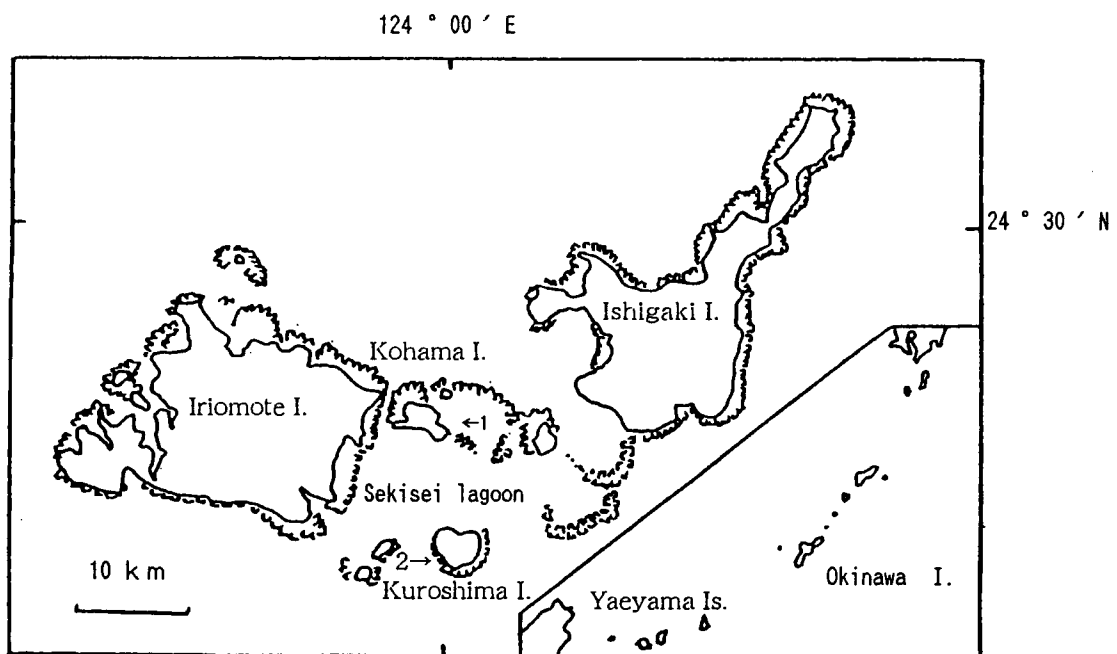 124 ° 00 ′ E
24 ° 30 ′ N
Ishigaki I.
Kohama I.
Iriomote I.
←1
Sekisei lagoon
2→
10 km
Kuroshima I.
Okinawa I.
Yaeyama Is.